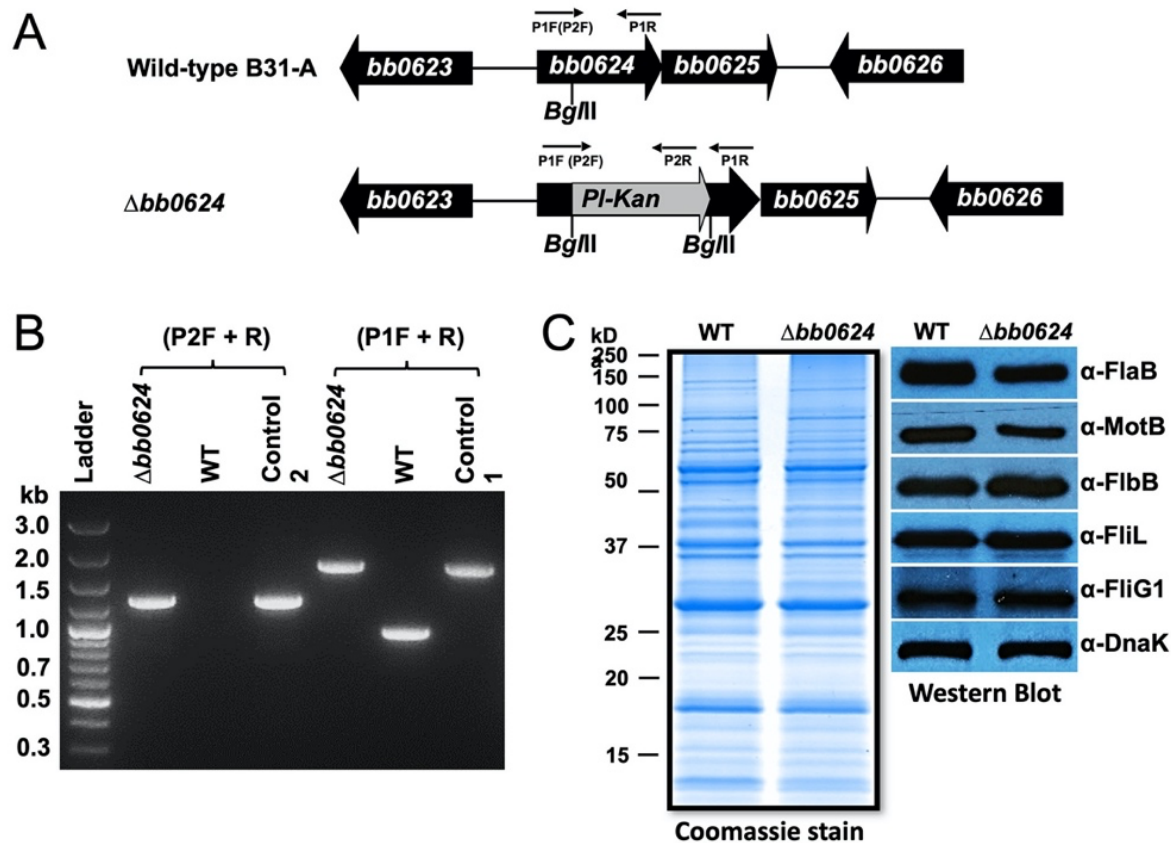 A
P1F(P2F) P1R
Wild-type B31-A bb0623 bb0624 bb0625 bb0626
BglII
P1F (P2F) P2R P1R
Δbb0624 bb0623 Pl-Kan bb0625 bb0626
BglII BglII
B
(P2F + R) (P1F + R)
Ladder Δbb0624 WT Control 2 Δbb0624 WT Control 1
kb
3.0
2.0
1.5
1.0
0.7
0.5
0.3
C
kD
a
WT Δbb0624
250
150
100
75
50
37
25
20
15
Coomassie stain
WT Δbb0624
α-FlaB
α-MotB
α-FlbB
α-FliL
α-FliG1
α-DnaK
Western Blot